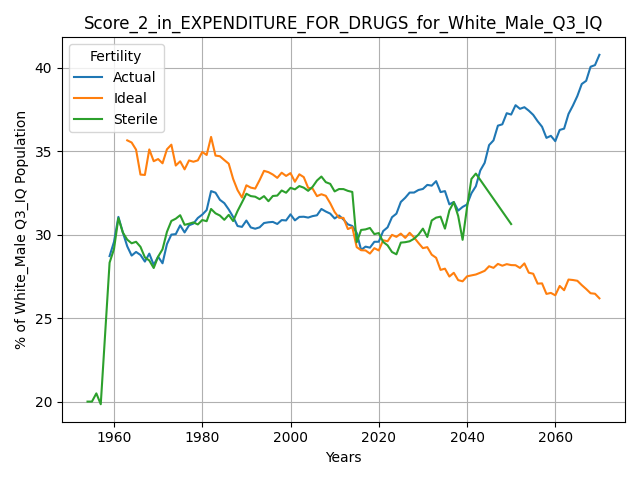 Score_2_in_EXPENDITURE_FOR_DRUGS_for_White_Male_Q3_IQ
Fertility
Actual
Ideal
Sterile
% of White_Male Q3_IQ Population
40
35
30
25
20
1960
1980
2000
2020
2040
2060
Years